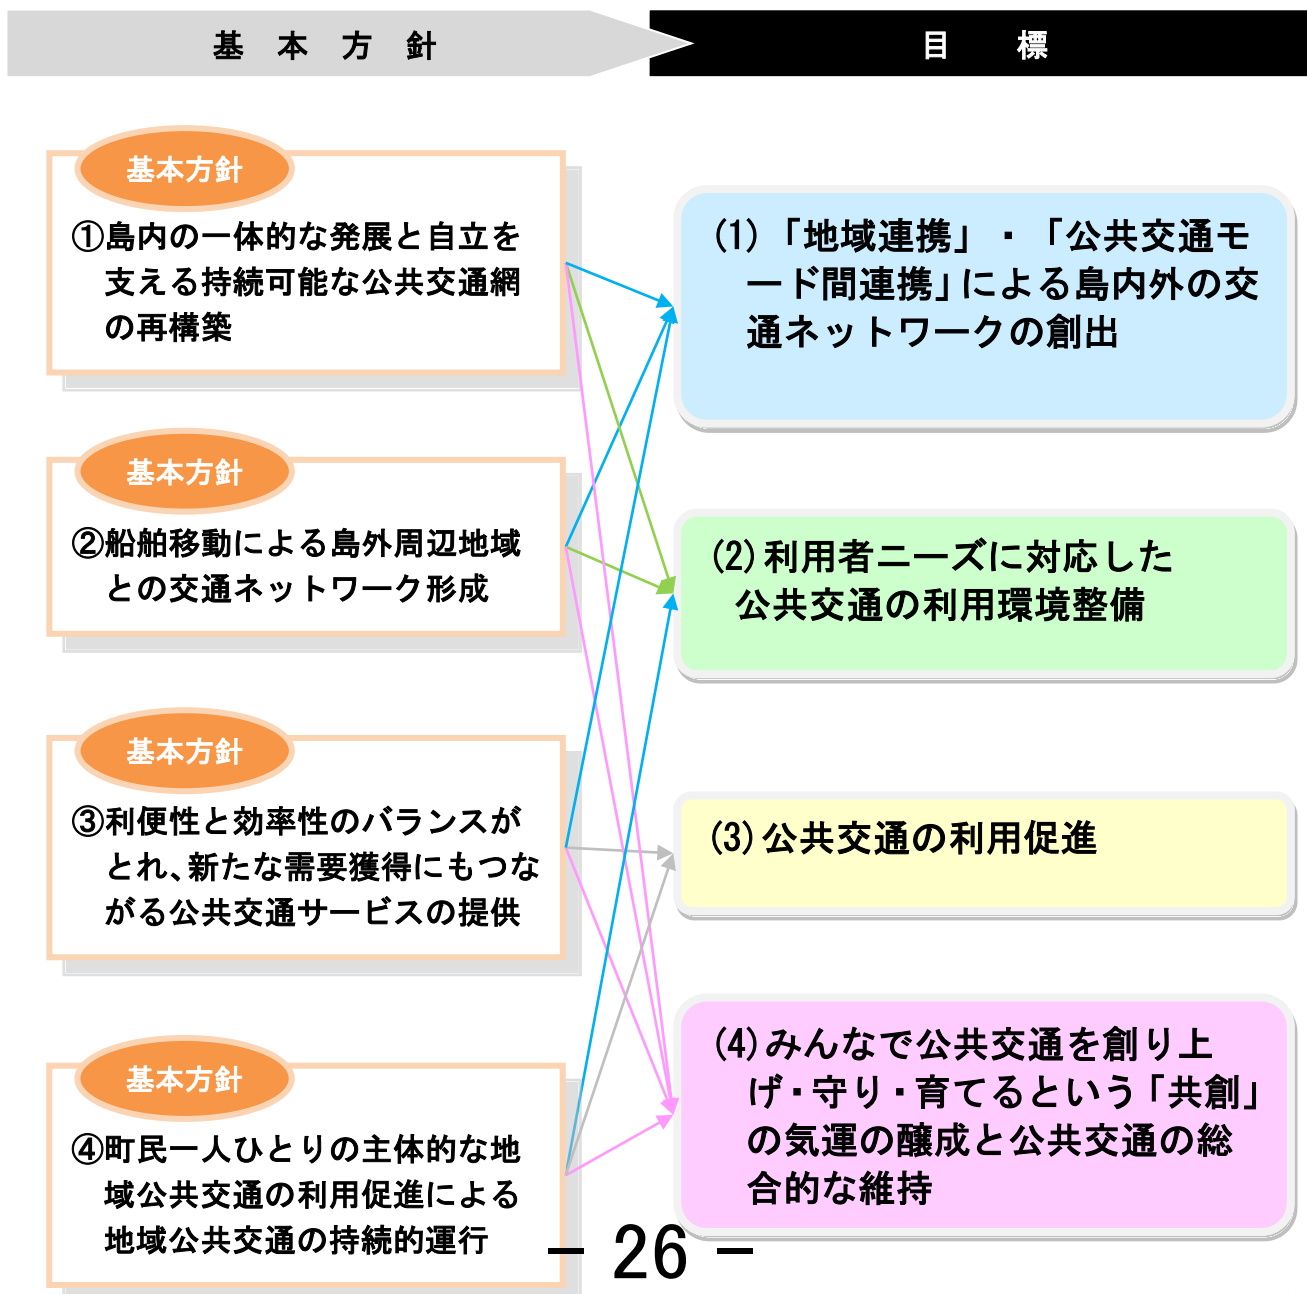 基本方針
目標
基本方針
①島内の一体的な発展と自立を
支える持続可能な公共交通網
の再構築
基本方針
②船舶移動による島外周辺地域
との交通ネットワーク形成
基本方針
③利便性と効率性のバランスが
とれ、新たな需要獲得にもつな
がる公共交通サービスの提供
基本方針
④町民一人ひとりの主体的な地
域公共交通の利用促進による
地域公共交通の持続的運行
(1)「地域連携」・「公共交通モ
ード間連携」による島内外の交
通ネットワークの創出
(2)利用者ニーズに対応した
公共交通の利用環境整備
(3)公共交通の利用促進
(4)みんなで公共交通を創り上
げ・守り・育てるという「共創」
の気運の醸成と公共交通の総
合的な維持
- 26 -